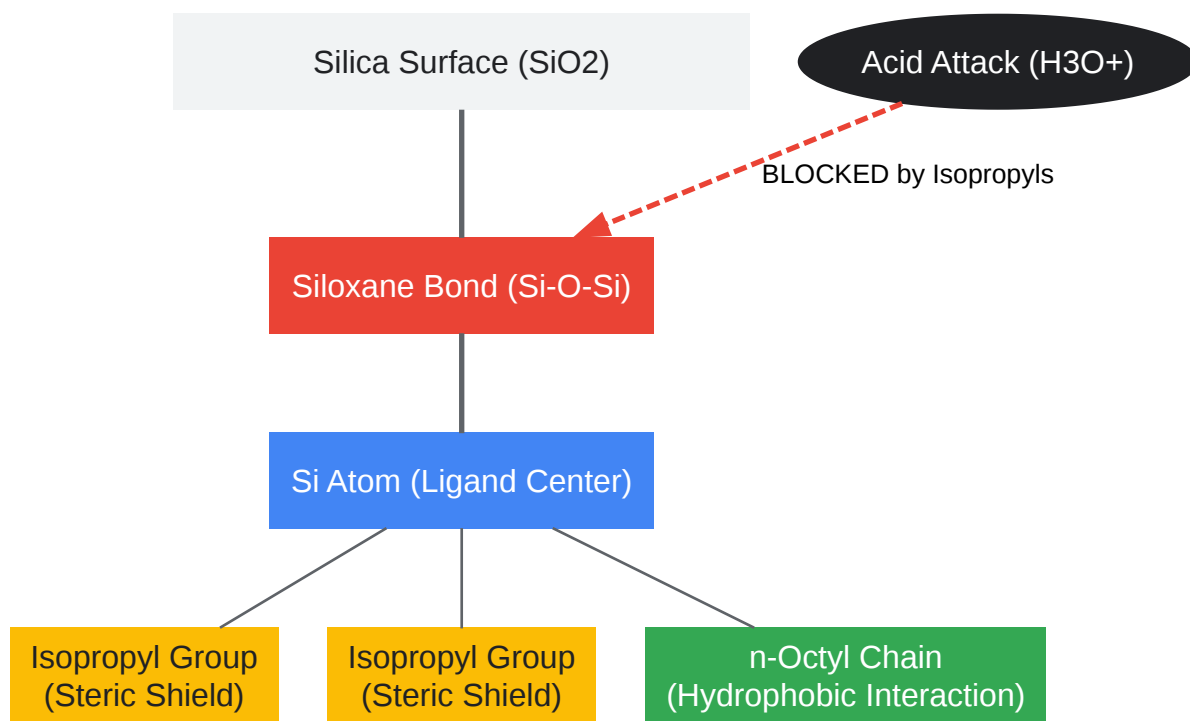 Silica Surface (SiO2)
Acid Attack (H3O+)
BLOCKED by Isopropyls
Siloxane Bond (Si-O-Si)
Si Atom (Ligand Center)
Isopropyl Group
(Steric Shield)
Isopropyl Group
(Steric Shield)
n-Octyl Chain
(Hydrophobic Interaction)